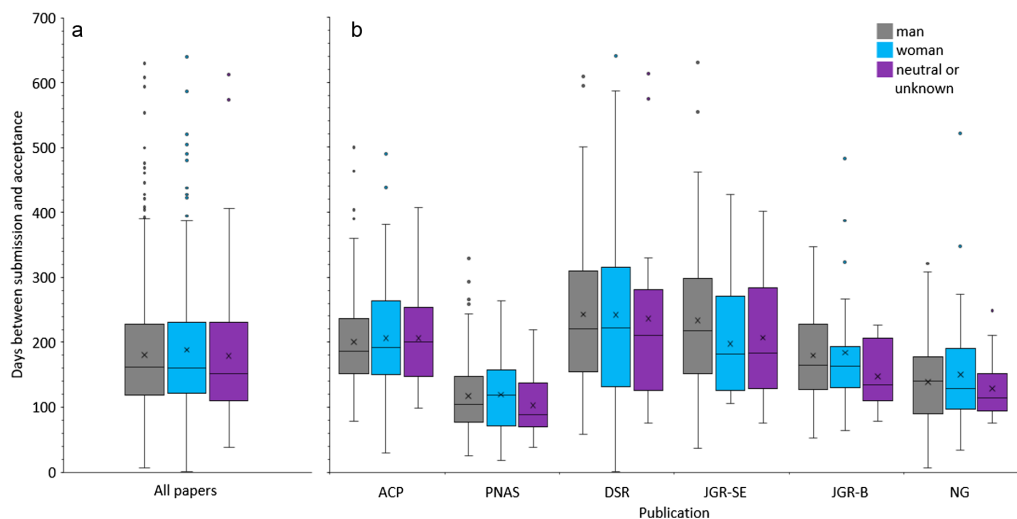 a
b
man
woman
neutral or
unknown
Days between submission and acceptance
700
600
500
400
300
200
100
0
All papers
ACP PNAS DSR JGR-SE JGR-B NG
Publication